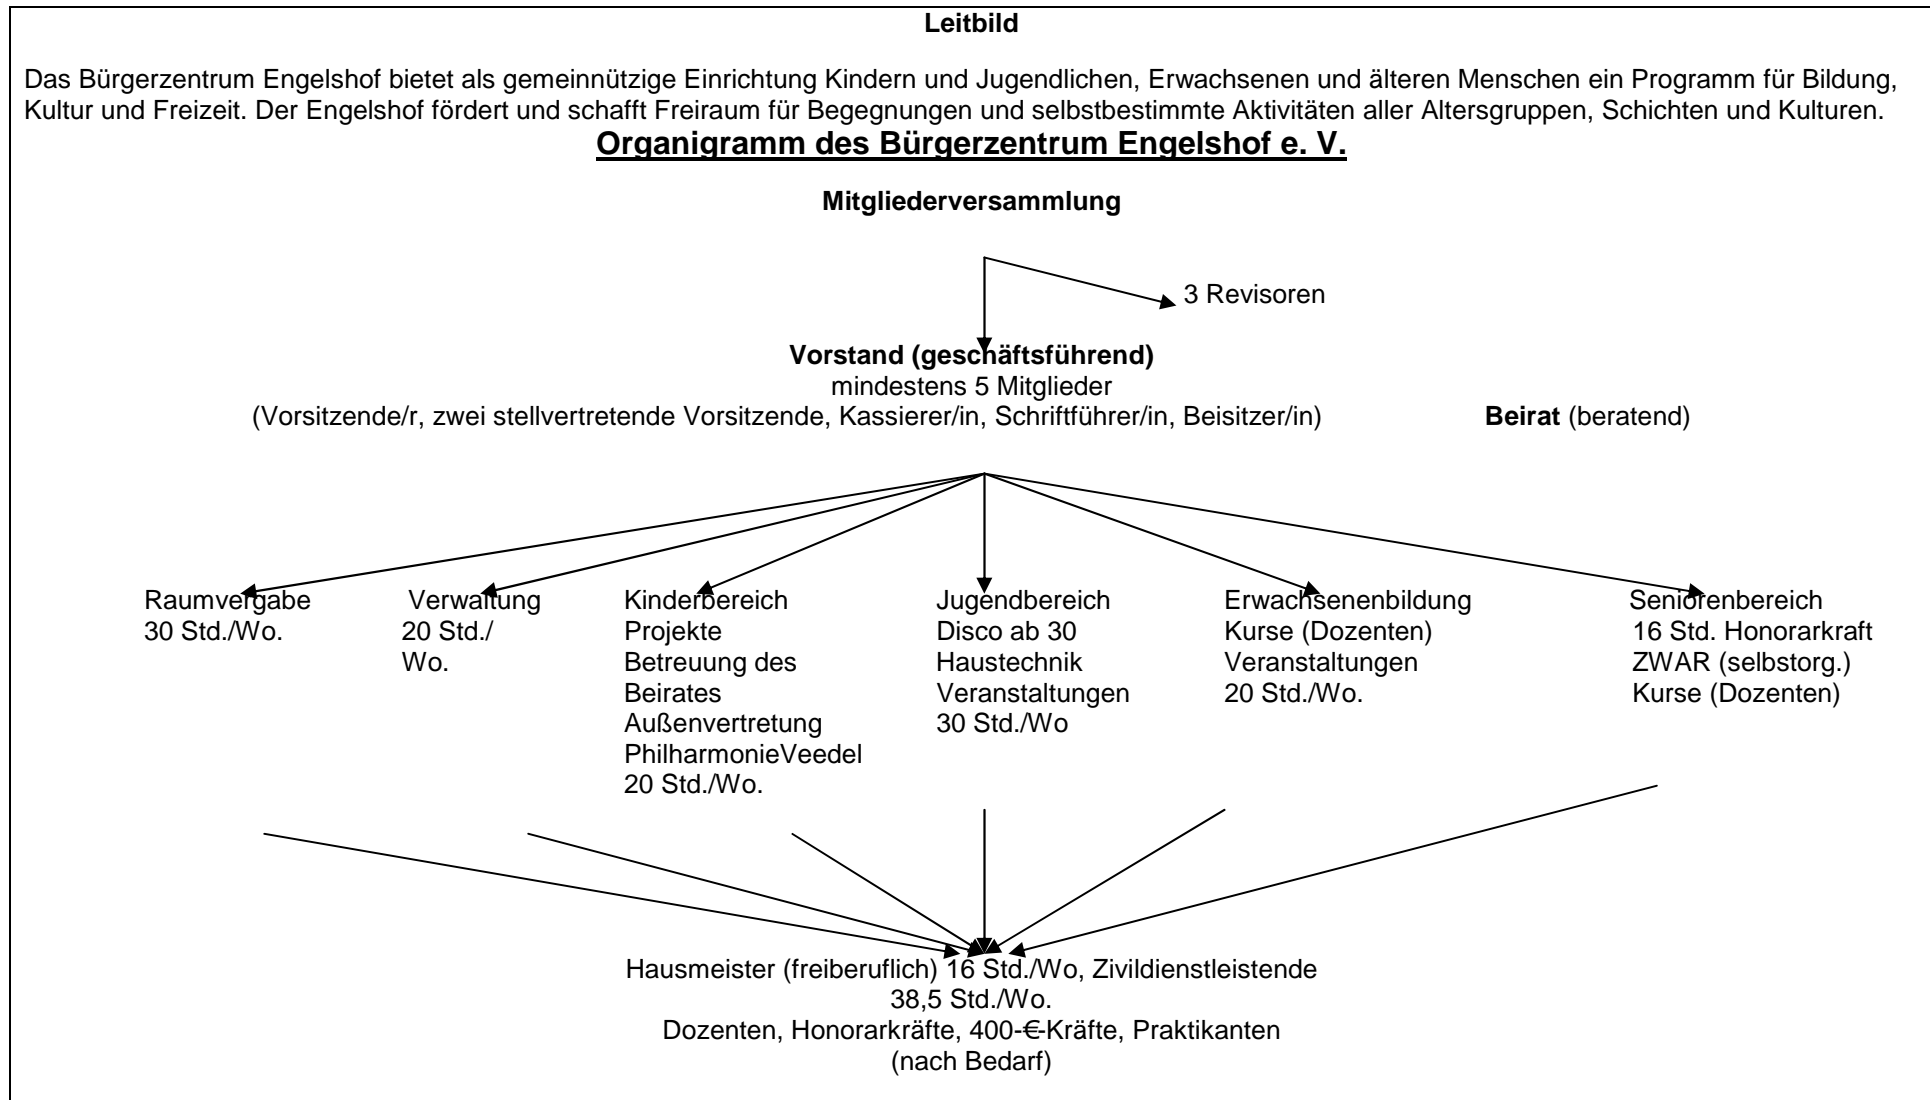 Leitbild
Das Bürgerzentrum Engelshof bietet als gemeinnützige Einrichtung Kindern und Jugendlichen, Erwachsenen und älteren Menschen ein Programm für Bildung,
Kultur und Freizeit. Der Engelshof fördert und schafft Freiraum für Begegnungen und selbstbestimmte Aktivitäten aller Altersgruppen, Schichten und Kulturen.
Organigramm des Bürgerzentrum Engelshof e. V.
Mitgliederversammlung
3 Revisoren
Vorstand (geschäftsführend)
mindestens 5 Mitglieder
(Vorsitzende/r, zwei stellvertretende Vorsitzende, Kassierer/in, Schriftführer/in, Beisitzer/in)
Beirat (beratend)
Raumvergabe
30 Std./Wo.
Verwaltung
20 Std./
Wo.
Kinderbereich
Projekte
Betreuung des
Beirates
Außenvertretung
PhilharmonieVeedel
20 Std./Wo.
Jugendbereich
Disco ab 30
Haustechnik
Veranstaltungen
30 Std./Wo
Erwachsenenbildung
Kurse (Dozenten)
Veranstaltungen
20 Std./Wo.
Seniorenbereich
16 Std. Honorarkraft
ZWAR (selbstorg.)
Kurse (Dozenten)
Hausmeister (freiberuflich) 16 Std./Wo, Zivildienstleistende
38,5 Std./Wo.
Dozenten, Honorarkräfte, 400-€-Kräfte, Praktikanten
(nach Bedarf)